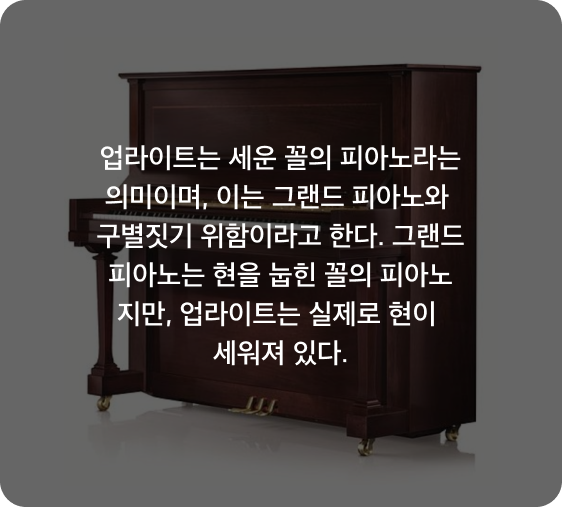 업라이트는 세운 꼴의 피아노라는
의미이며, 이는 그랜드 피아노와
구별짓기 위함이라고 한다. 그랜드
피아노는 현을 눕힌 꼴의 피아노
지만, 업라이트는 실제로 현이
세워져 있다.